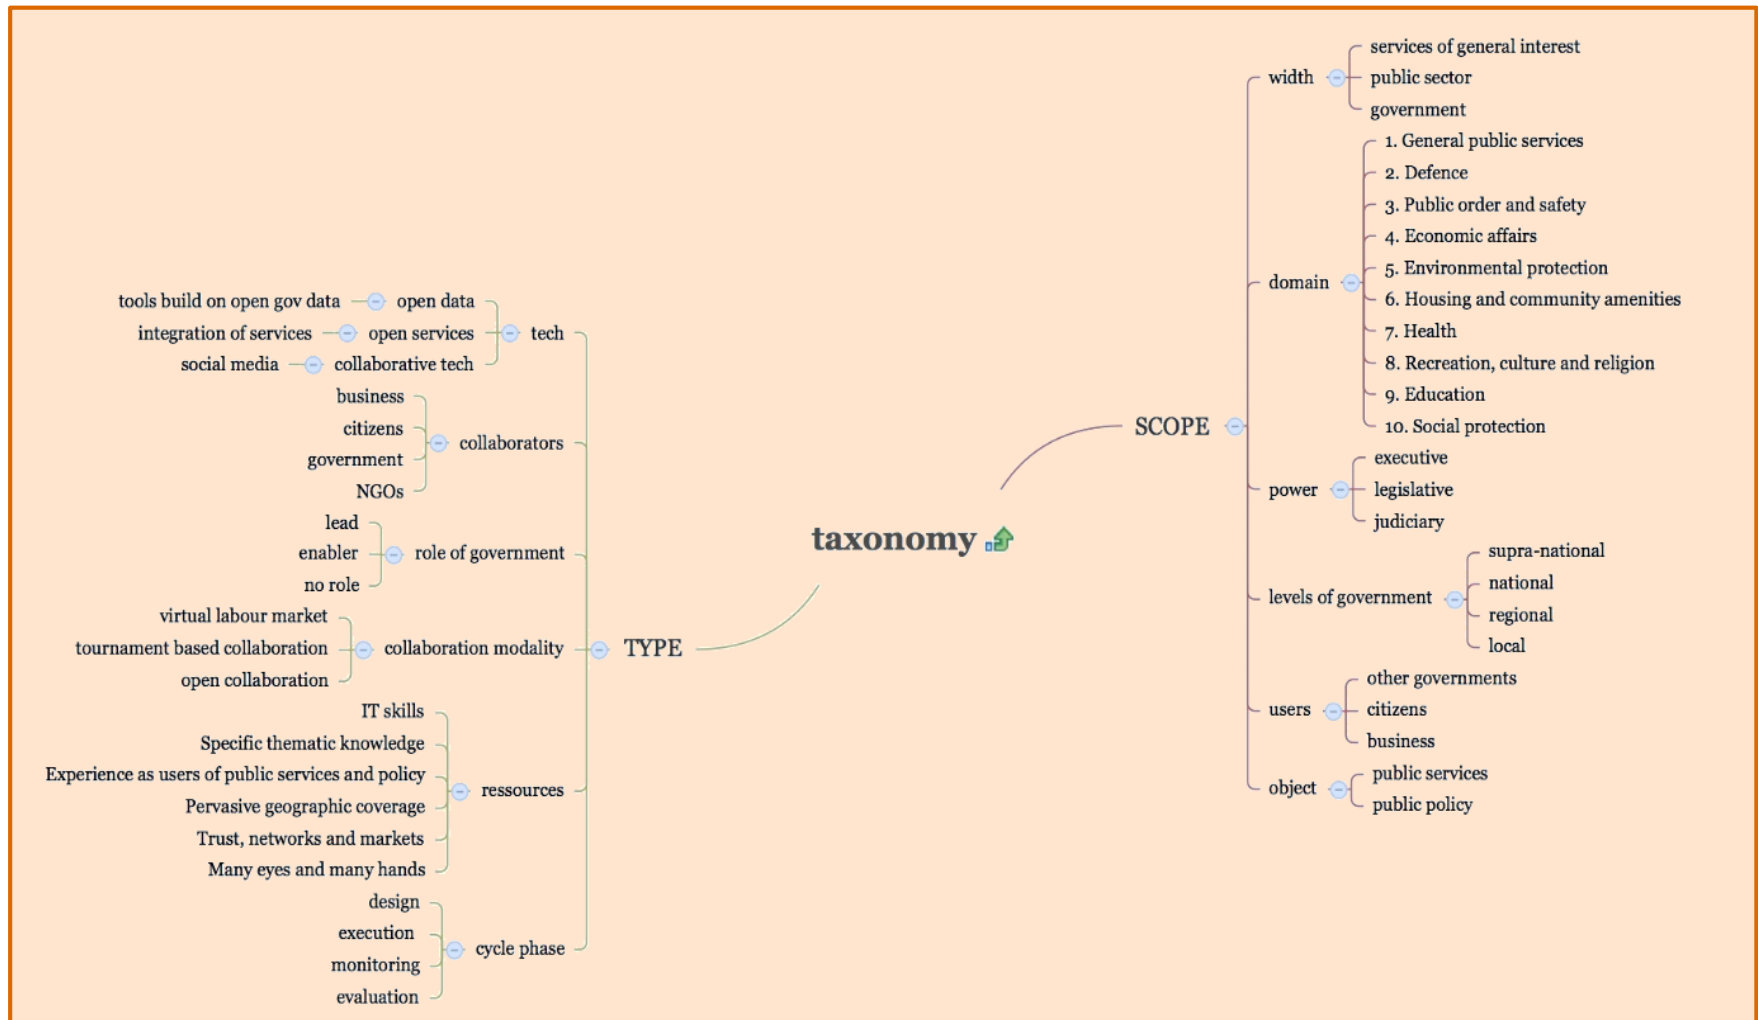 taxonomy
SCOPE
width
services of general interest
public sector
government
domain
1. General public services
2. Defence
3. Public order and safety
4. Economic affairs
5. Environmental protection
6. Housing and community amenities
7. Health
8. Recreation, culture and religion
9. Education
10. Social protection
power
executive
legislative
judiciary
levels of government
supra-national
national
regional
local
users
other governments
citizens
business
object
public services
public policy
TYPE
tech
open data
tools build on open gov data
open services
integration of services
collaborative tech
social media
collaborators
business
citizens
government
NGOs
role of government
lead
enabler
no role
collaboration modality
virtual labour market
tournament based collaboration
open collaboration
ressources
IT skills
Specific thematic knowledge
Experience as users of public services and policy
Pervasive geographic coverage
Trust, networks and markets
Many eyes and many hands
cycle phase
design
execution
monitoring
evaluation